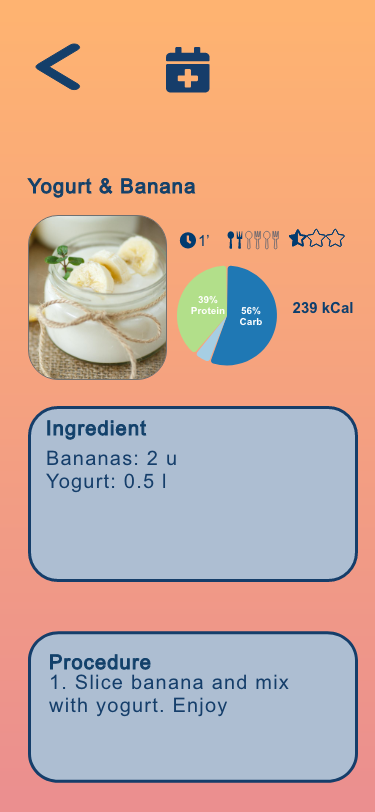 Yogurt & Banana
1'
39%
Protein
56%
Carb
239 kCal
Ingredient
Bananas: 2 u
Yogurt: 0.5 l
Procedure
1. Slice banana and mix
with yogurt. Enjoy